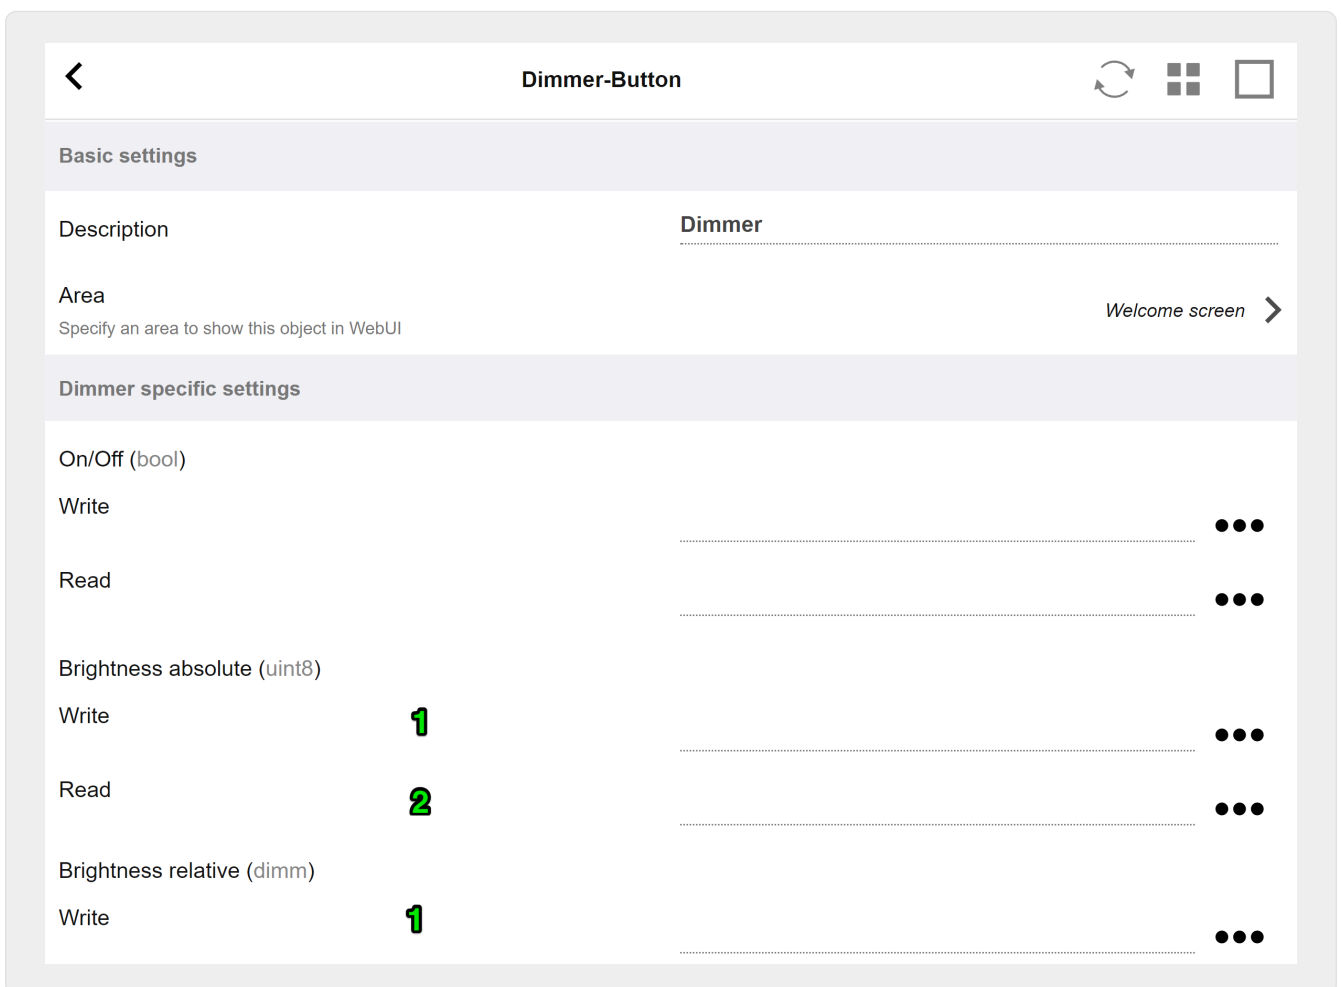 Dimmer-Button
Basic settings
Description
Dimmer
Area
Specify an area to show this object in WebUI
Welcome screen
Dimmer specific settings
On/Off (bool)
Write
Read
Brightness absolute (uint8)
Write 1
Read 2
Brightness relative (dimm)
Write 1